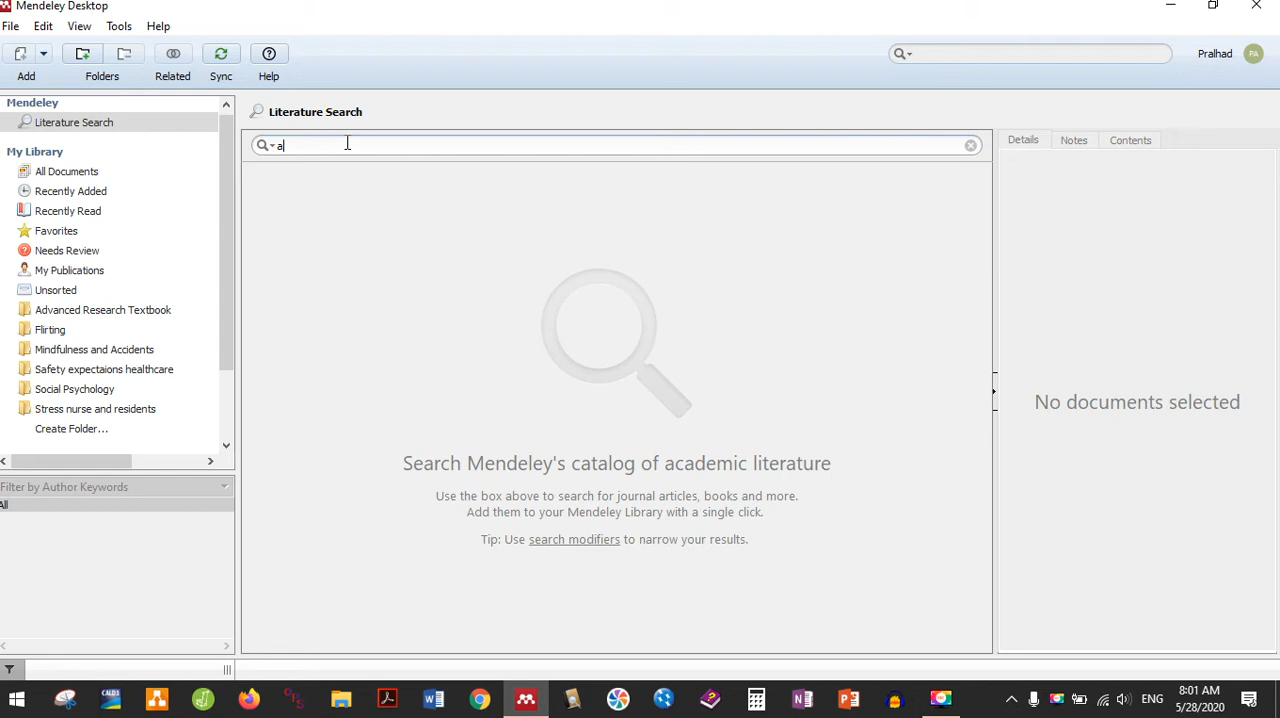 Mendeley Desktop
File Edit View Tools Help
Add Folders Related Sync Help
Pralhad PA
Mendeley
Literature Search
My Library
All Documents
Recently Added
Recently Read
Favorites
Needs Review
My Publications
Unsorted
Advanced Research Textbook
Flirting
Mindfulness and Accidents
Safety expectaions healthcare
Social Psychology
Stress nurse and residents
Create Folder...
Filter by Author Keywords
All
Literature Search
a
Search Mendeley's catalog of academic literature
Use the box above to search for journal articles, books and more.
Add them to your Mendeley Library with a single click.
Tip: Use search modifiers to narrow your results.
Details Notes Contents
No documents selected
ENG
8:01 AM
5/28/2020